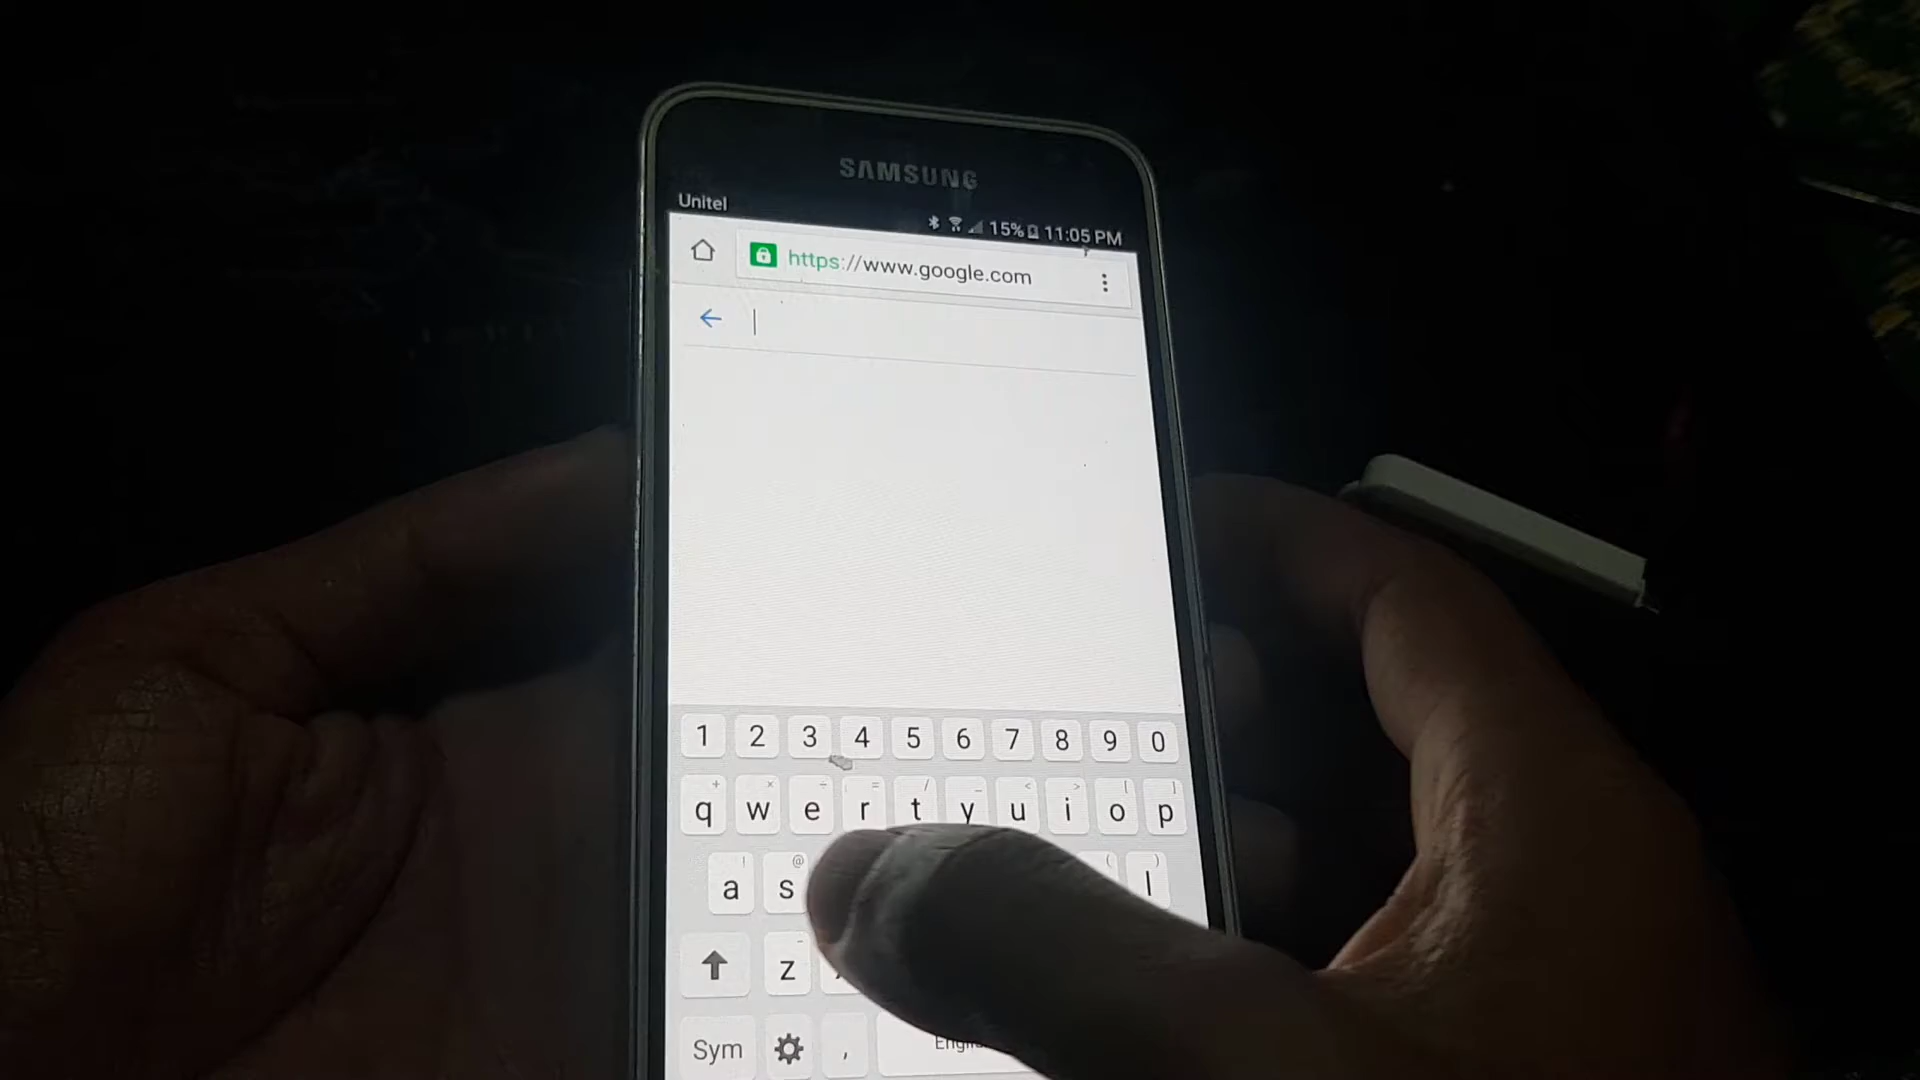 SAMSUNG
Unitel
15% 11:05 PM
https://www.google.com
1 2 3 4 5 6 7 8 9 0
+ × ÷ = / _ < > [ ]
q w e r t y u i o p
! @ ( )
a s l
-
z
Sym ,